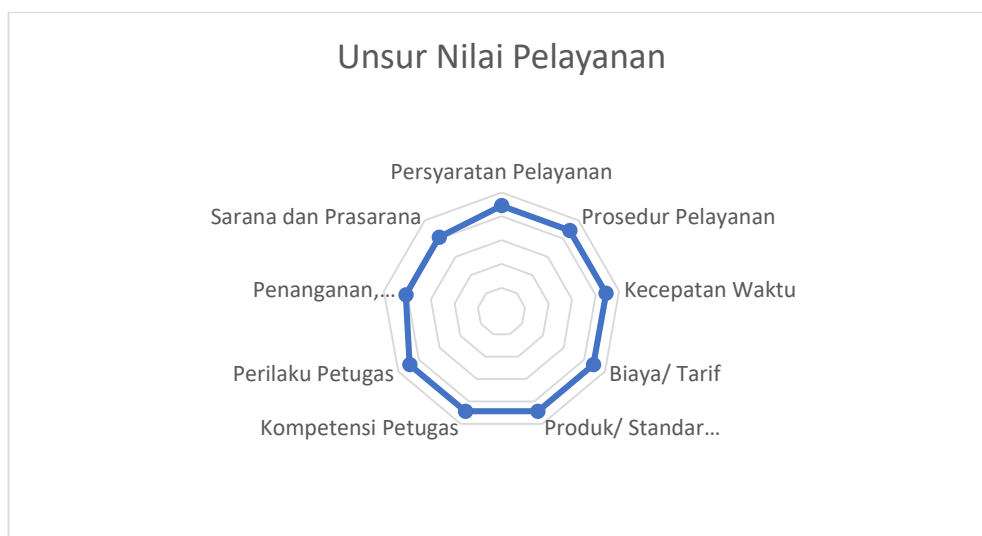 Unsur Nilai Pelayanan
Persyaratan Pelayanan
Prosedur Pelayanan
Kecepatan Waktu
Biaya/ Tarif
Produk/ Standar...
Kompetensi Petugas
Perilaku Petugas
Penanganan,...
Sarana dan Prasarana